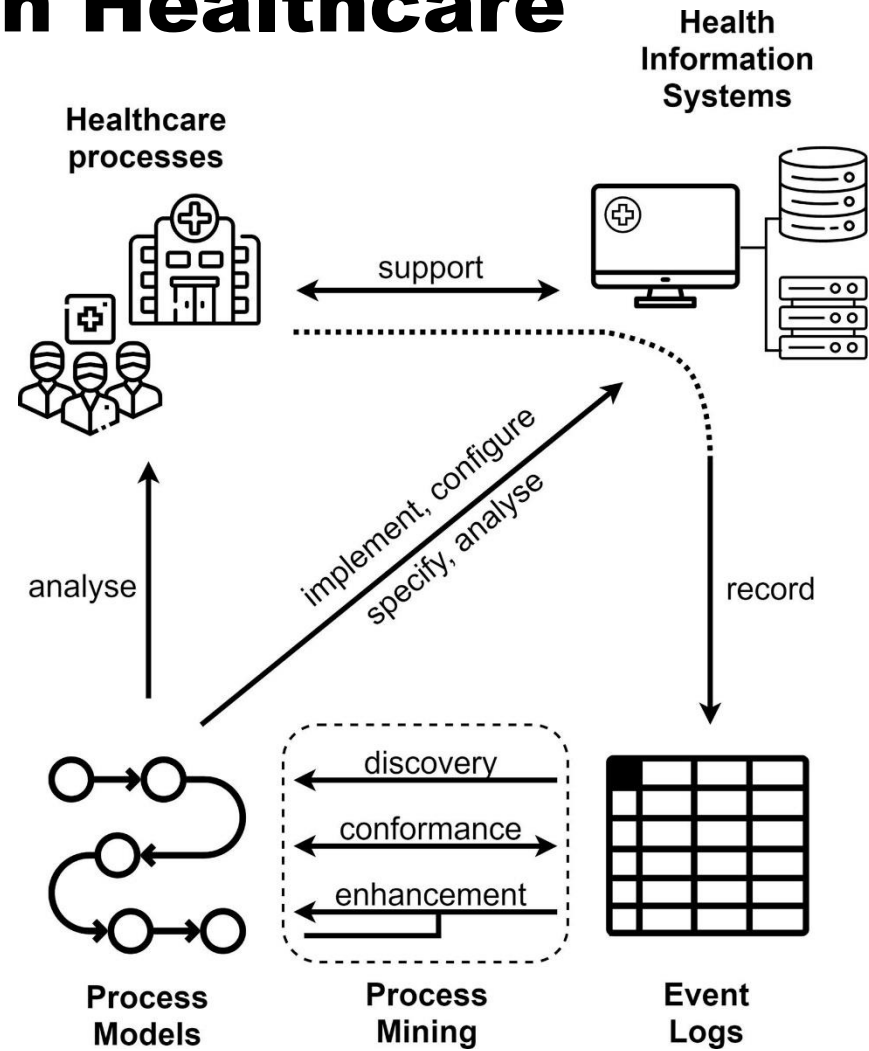 n Healthcare
Health
Information
Systems
Healthcare
processes
support
implement, configure
specify, analyse
analyse
record
discovery
conformance
enhancement
Process
Models
Process
Mining
Event
Logs